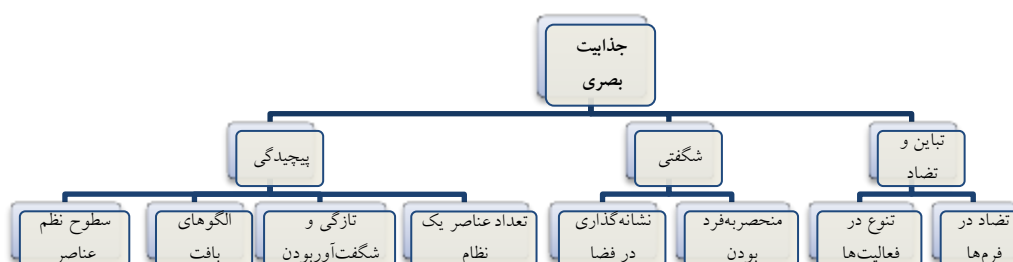 جذابیت
بصری
تباین و
تضاد
شگفتی
پیچیدگی
تضاد در
فرم‌ها
تنوع در
فعالیت‌ها
منحصربه‌فرد
بودن
نشانه‌گذاری
در فضا
تعداد عناصر یک
نظام
تازگی و
شگفت‌آوربودن
الگوهای
بافت
سطوح نظم
عناصر